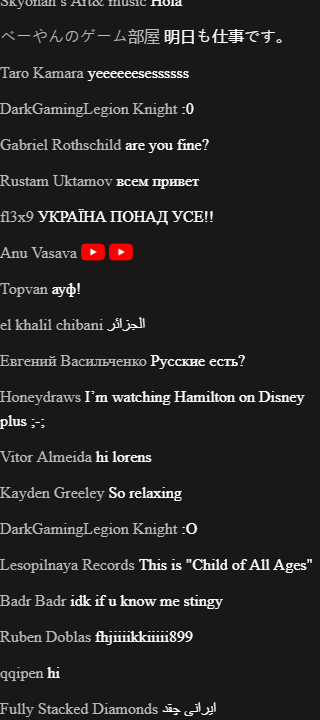 Skyonan's Art& music Hola
べーやんのゲーム部屋 明日も仕事です。
Taro Kamara yeeeeeesessssss
DarkGamingLegion Knight :0
Gabriel Rothschild are you fine?
Rustam Uktamov всем привет
fl3x9 УКРАЇНА ПОНАД УСЕ!!
Anu Vasava
Topvan ауф!
el khalil chibani الجزائر
Евгений Васильченко Русские есть?
Honeydraws I'm watching Hamilton on Disney
plus ;-;
Vitor Almeida hi lorens
Kayden Greeley So relaxing
DarkGamingLegion Knight :O
Lesopilnaya Records This is "Child of All Ages"
Badr Badr idk if u know me stingy
Ruben Doblas fhjiiiikkiiiii899
qqipen hi
Fully Stacked Diamonds ایرانی چقد